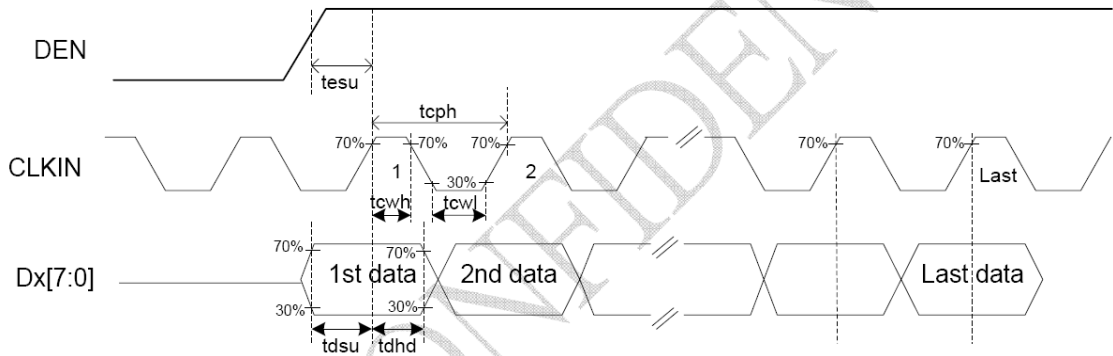 DEN
tesu
tcph
CLKIN
70% 70% 70% 70% 70%
1 2 Last
30%
tcwh tcwl
Dx[7:0]
70% 70%
1st data 2nd data Last data
30% 30%
tdsu tdhd
CONFIDEN